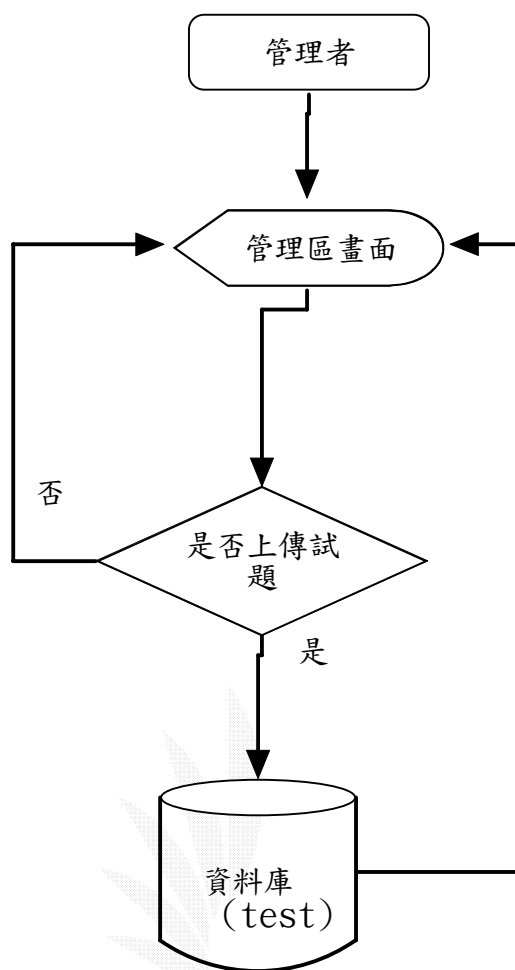 管理者
管理區畫面
否
是否上傳試
題
是
資料庫
(test)